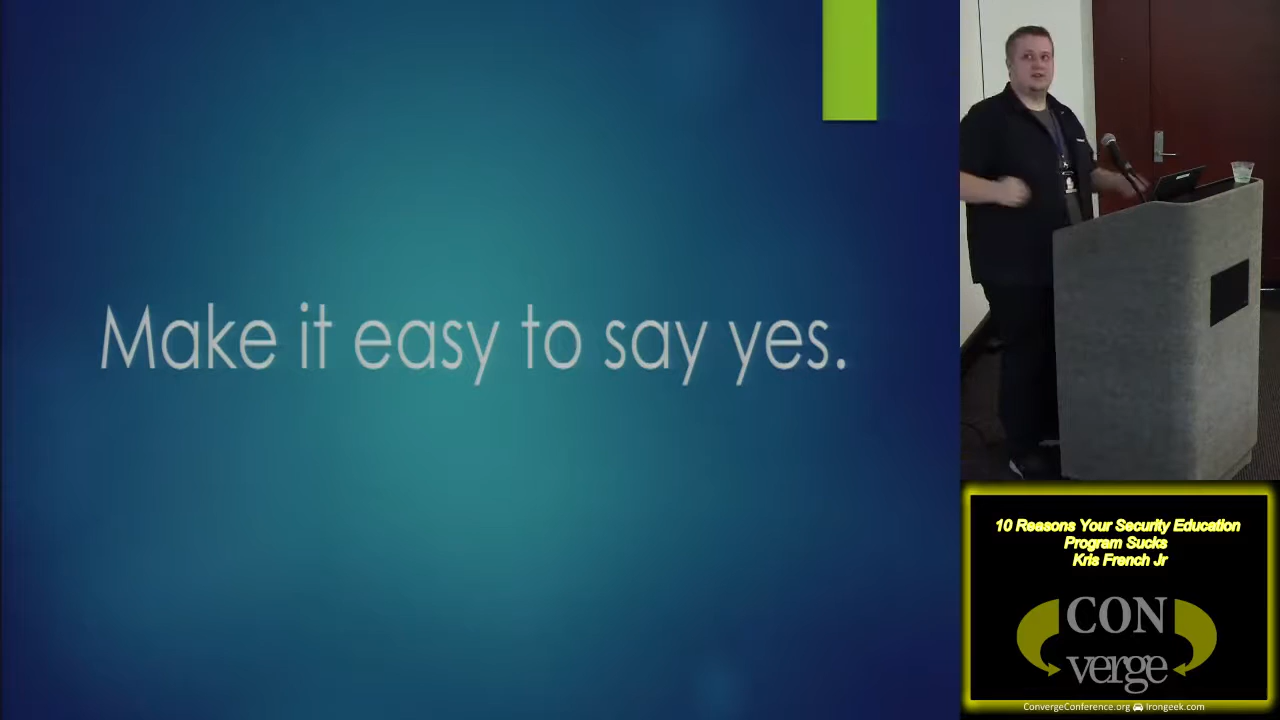 Make it easy to say yes.
10 Reasons Your Security Education
Program Sucks
Kris French Jr
CON
verge
ConvergeConference.org Irongeek.com